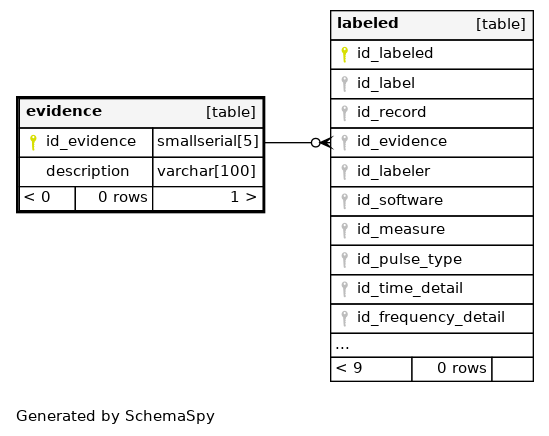 evidence [table]
id_evidence smallserial[5]
description varchar[100]
< 0 0 rows 1 >
labeled [table]
id_labeled
id_label
id_record
id_evidence
id_labeler
id_software
id_measure
id_pulse_type
id_time_detail
id_frequency_detail
...
< 9 0 rows
Generated by SchemaSpy